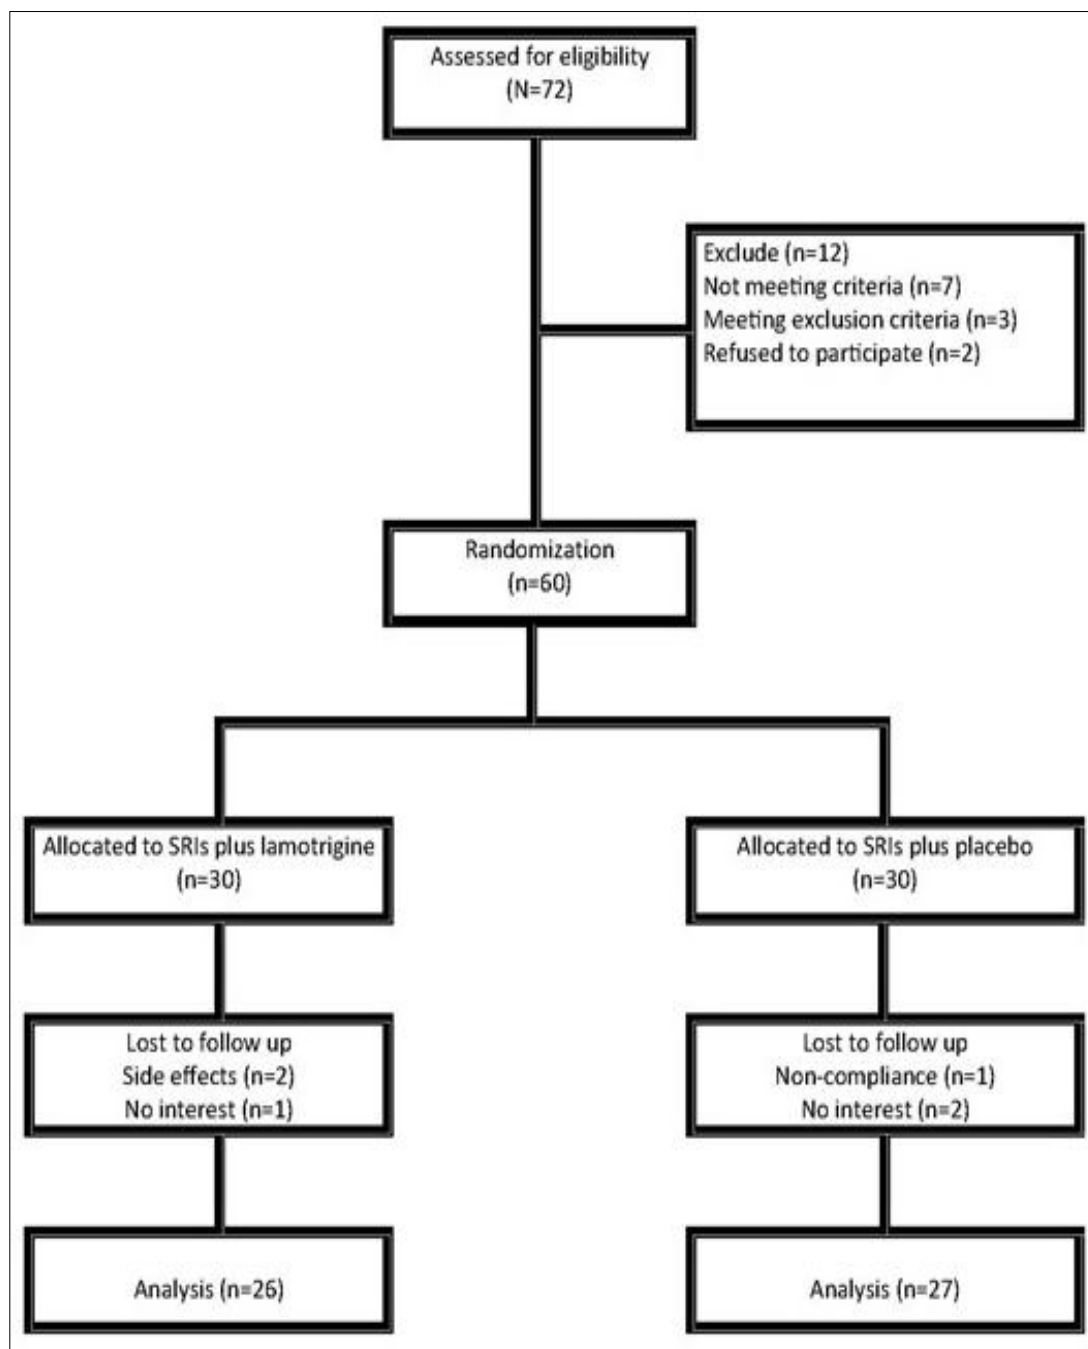 Assessed for eligibility
(N=72)
Exclude (n=12)
Not meeting criteria (n=7)
Meeting exclusion criteria (n=3)
Refused to participate (n=2)
Randomization
(n=60)
Allocated to SRIs plus lamotrigine
(n=30)
Allocated to SRIs plus placebo
(n=30)
Lost to follow up
Side effects (n=2)
No interest (n=1)
Lost to follow up
Non-compliance (n=1)
No interest (n=2)
Analysis (n=26)
Analysis (n=27)